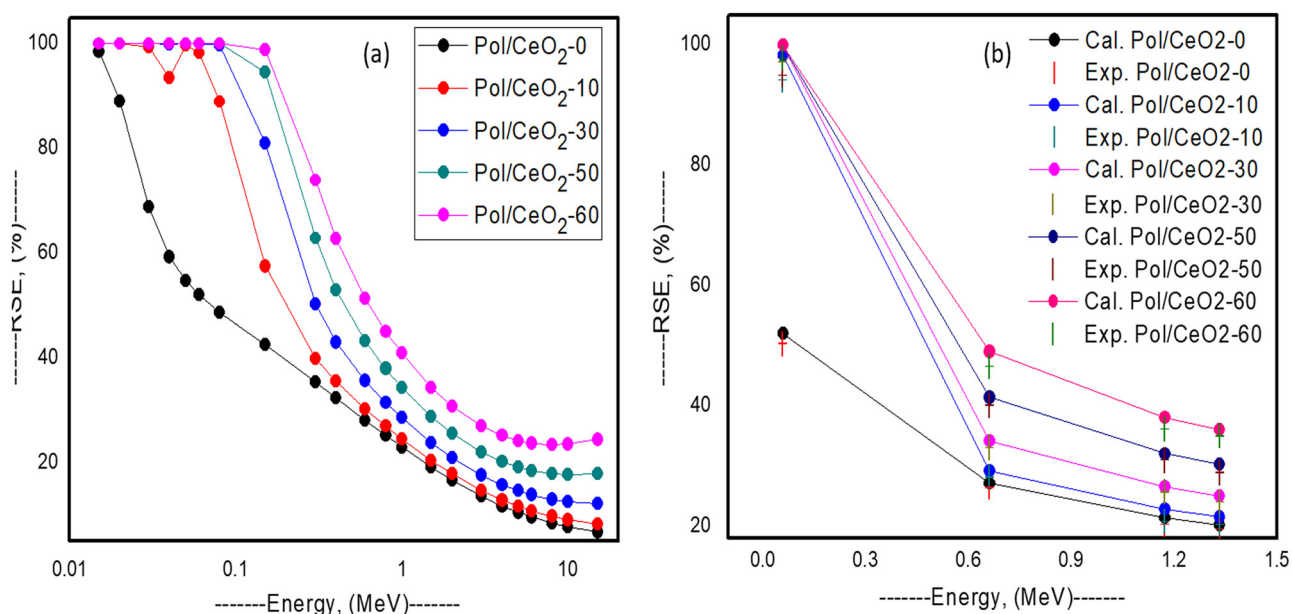 (a)
Pol/CeO2-0
Pol/CeO2-10
Pol/CeO2-30
Pol/CeO2-50
Pol/CeO2-60
------RSE, (%)------
100
80
60
40
20
0.01
0.1
1
10
-------Energy, (MeV)-------
(b)
Cal. Pol/CeO2-0
Exp. Pol/CeO2-0
Cal. Pol/CeO2-10
Exp. Pol/CeO2-10
Cal. Pol/CeO2-30
Exp. Pol/CeO2-30
Cal. Pol/CeO2-50
Exp. Pol/CeO2-50
Cal. Pol/CeO2-60
Exp. Pol/CeO2-60
------RSE, (%)------
100
80
60
40
20
0.0
0.3
0.6
0.9
1.2
1.5
-------Energy, (MeV)-------